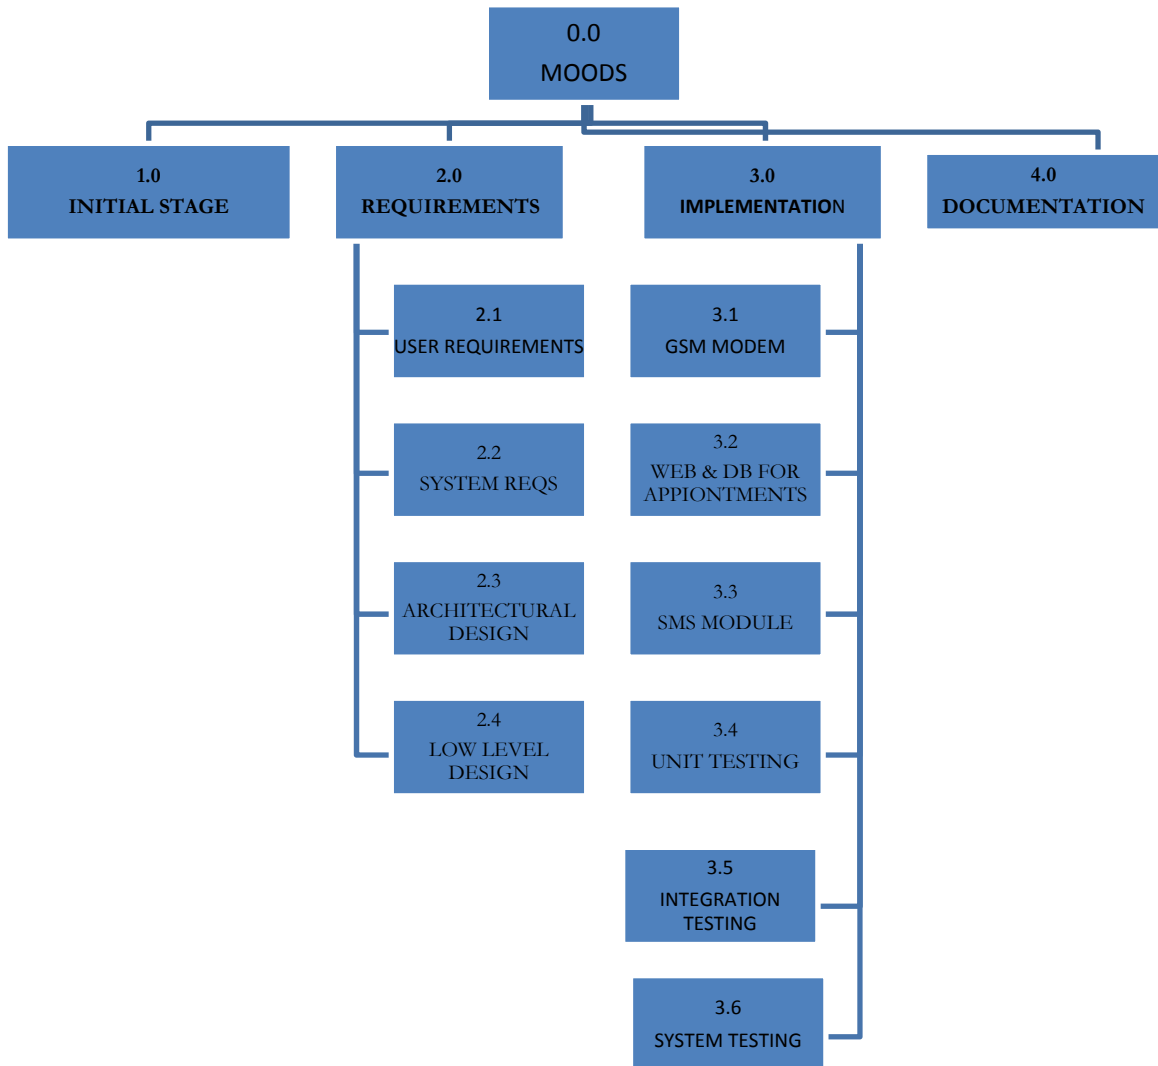 0.0
MOODS
1.0
INITIAL STAGE
2.0
REQUIREMENTS
3.0
IMPLEMENTATION
4.0
DOCUMENTATION
2.1
USER REQUIREMENTS
2.2
SYSTEM REQS
2.3
ARCHITECTURAL
DESIGN
2.4
LOW LEVEL
DESIGN
3.1
GSM MODEM
3.2
WEB & DB FOR
APPIONTMENTS
3.3
SMS MODULE
3.4
UNIT TESTING
3.5
INTEGRATION
TESTING
3.6
SYSTEM TESTING